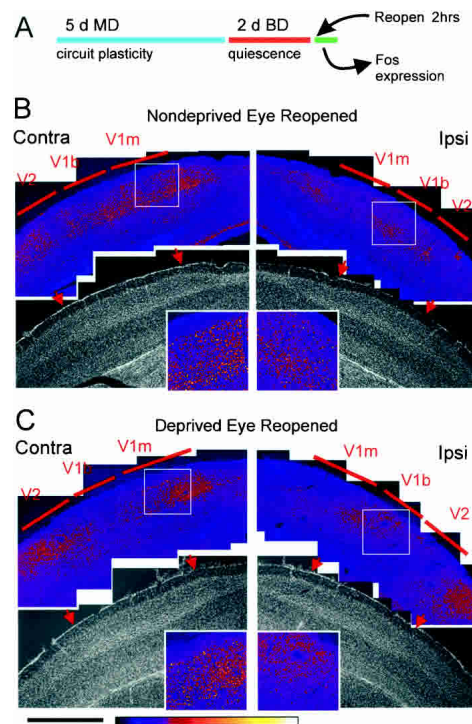 A
5 d MD
2 d BD
Reopen 2hrs
circuit plasticity
quiescence
Fos
expression
B
Nondeprived Eye Reopened
Contra
Ipsi
V1m
V1b
V2
V1m
V1b
V2
C
Deprived Eye Reopened
Contra
Ipsi
V1m
V1b
V2
V1m
V1b
V2